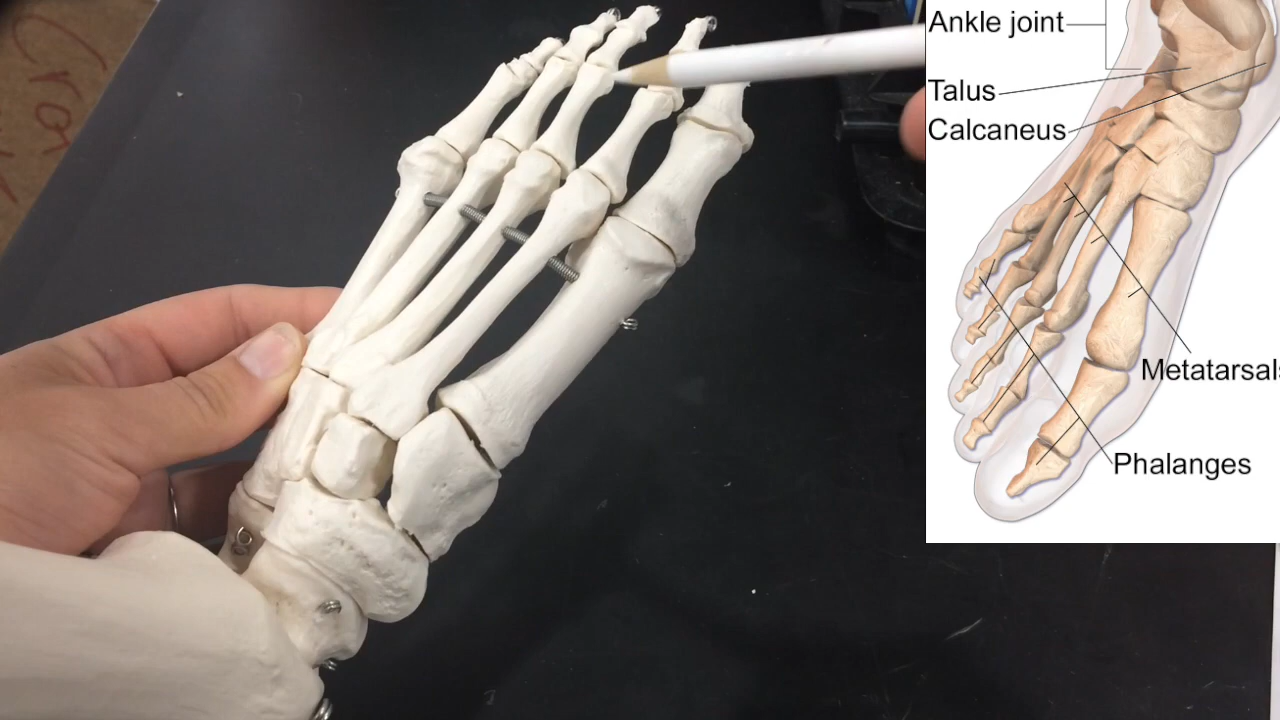 Ankle joint
Talus
Calcaneus
Metatarsals
Phalanges